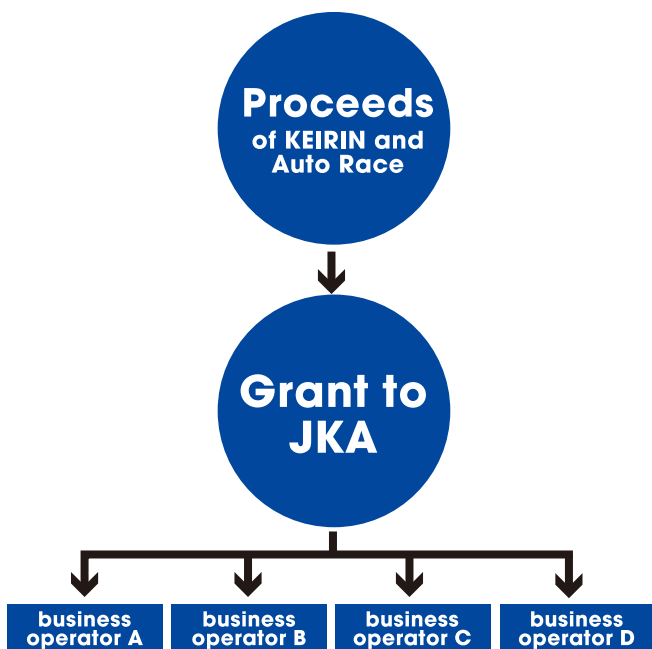 Proceeds
of KEIRIN and
Auto Race
Grant to
JKA
business
operator A
business
operator B
business
operator C
business
operator D